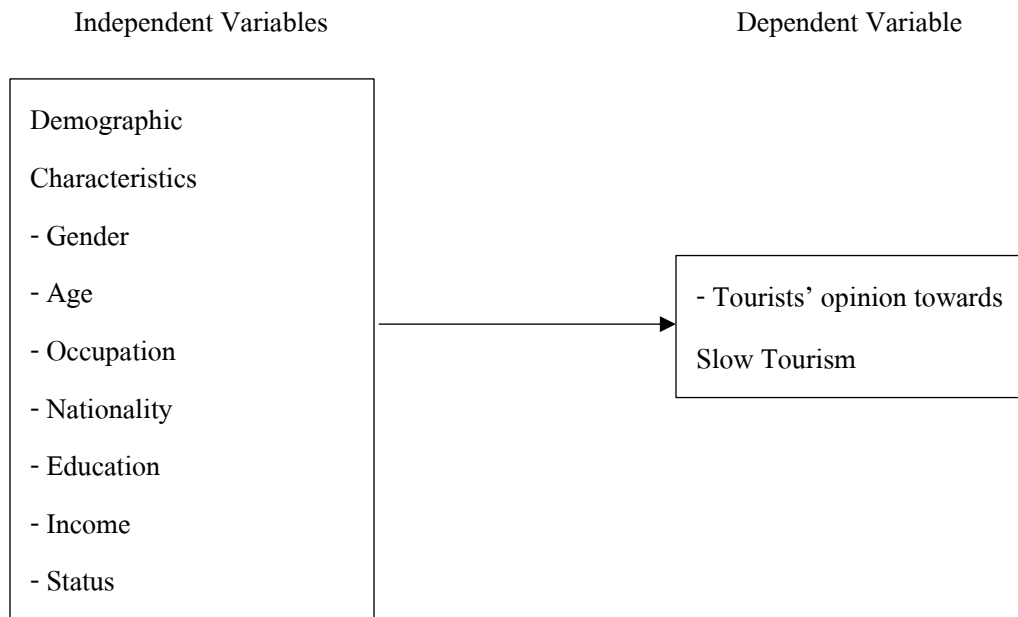 Independent Variables
Dependent Variable
Demographic
Characteristics
- Gender
- Age
- Occupation
- Nationality
- Education
- Income
- Status
- Tourists’ opinion towards
Slow Tourism